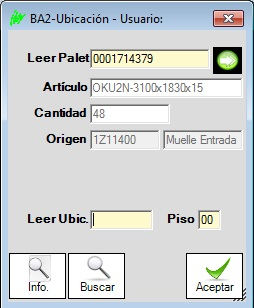 BA2-Ubicación - Usuario:
Leer Palet 0001714379
Artículo OKU2N-3100x1830x15
Cantidad 48
Origen 1Z11400 Muelle Entrada
Leer Ubic. Piso 00
Info. Buscar Aceptar